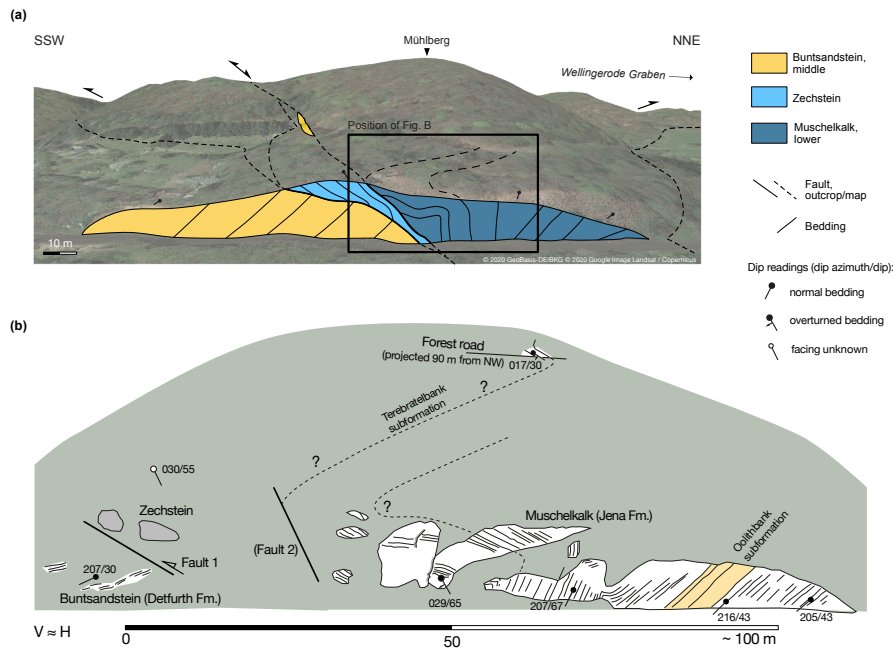 (a)
SSW
Mühlberg
NNE
Wellingerode Graben
Position of Fig. B
10 m
© 2020 GeoBasis-DE/BKG © 2020 Google Image Landsat / Copernicus
Buntsandstein,
middle
Zechstein
Muschelkalk,
lower
Fault,
outcrop/map
Bedding
Dip readings (dip azimuth/dip):
normal bedding
overturned bedding
facing unknown
(b)
Forest road
(projected 90 m from NW)
017/30
?
Terebratelbank
subformation
?
030/55
?
Zechstein
Muschelkalk (Jena Fm.)
Oolithbank
subformation
(Fault 2)
Fault 1
207/30
Buntsandstein (Detfurth Fm.)
029/65
207/67
216/43
205/43
V ≈ H
0
50
~ 100 m